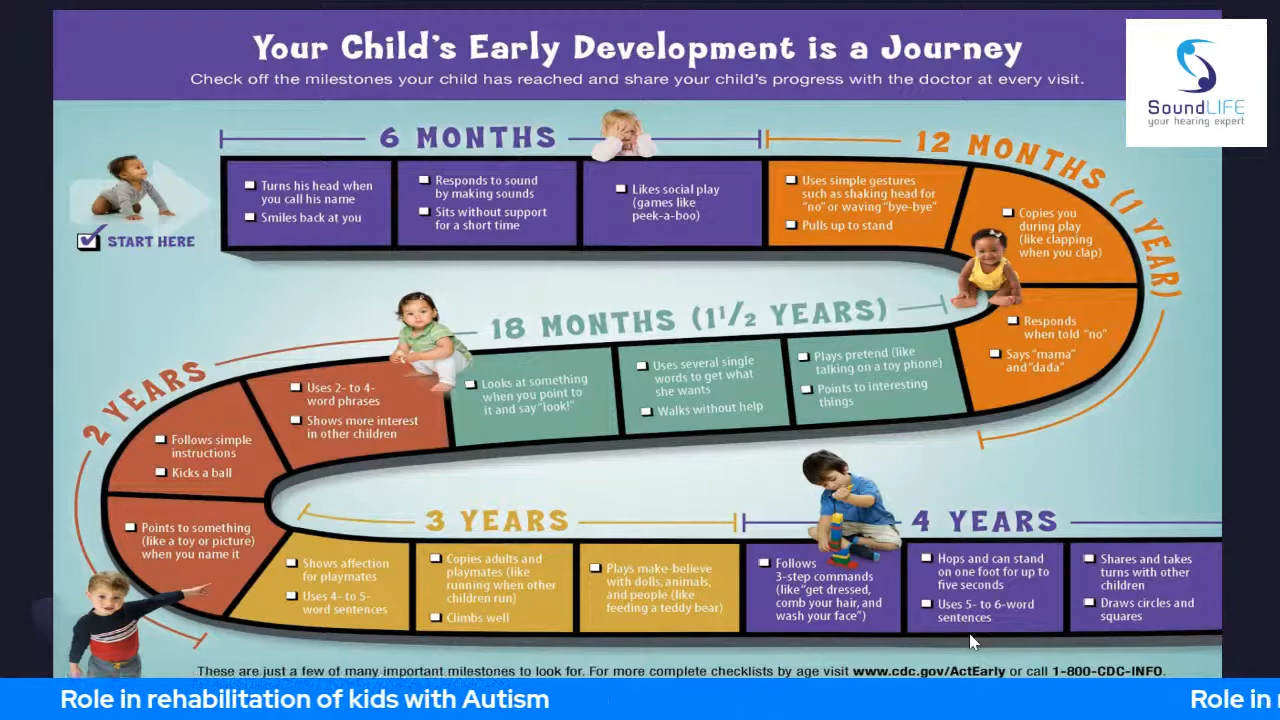 Your Child's Early Development is a Journey
Check off the milestones your child has reached and share your child's progress with the doctor at every visit.
SoundLIFE
your hearing expert
START HERE
6 MONTHS
Turns his head when
you call his name
Smiles back at you
Responds to sound
by making sounds
Sits without support
for a short time
Likes social play
(games like
peek-a-boo)
12 MONTHS (1 YEAR)
Uses simple gestures
such as shaking head for
"no" or waving "bye-bye"
Pulls up to stand
Copies you
during play
(like clapping
when you clap)
Responds
when told "no"
Says "mama"
and "dada"
18 MONTHS (1 1/2 YEARS)
Plays pretend (like
talking on a toy phone)
Points to interesting
things
Uses several single
words to get what
she wants
Walks without help
Looks at something
when you point to
it and say "look!"
2 YEARS
Uses 2- to 4-
word phrases
Shows more interest
in other children
Follows simple
instructions
Kicks a ball
Points to something
(like a toy or picture)
when you name it
3 YEARS
Shows affection
for playmates
Uses 4- to 5-
word sentences
Copies adults and
playmates (like
running when other
children run)
Climbs well
Plays make-believe
with dolls, animals,
and people (like
feeding a teddy bear)
4 YEARS
Follows
3-step commands
(like "get dressed,
comb your hair, and
wash your face")
Hops and can stand
on one foot for up to
five seconds
Uses 5- to 6-word
sentences
Shares and takes
turns with other
children
Draws circles and
squares
These are just a few of many important milestones to look for. For more complete checklists by age visit www.cdc.gov/ActEarly or call 1-800-CDC-INFO.
Role in rehabilitation of kids with Autism
Role in